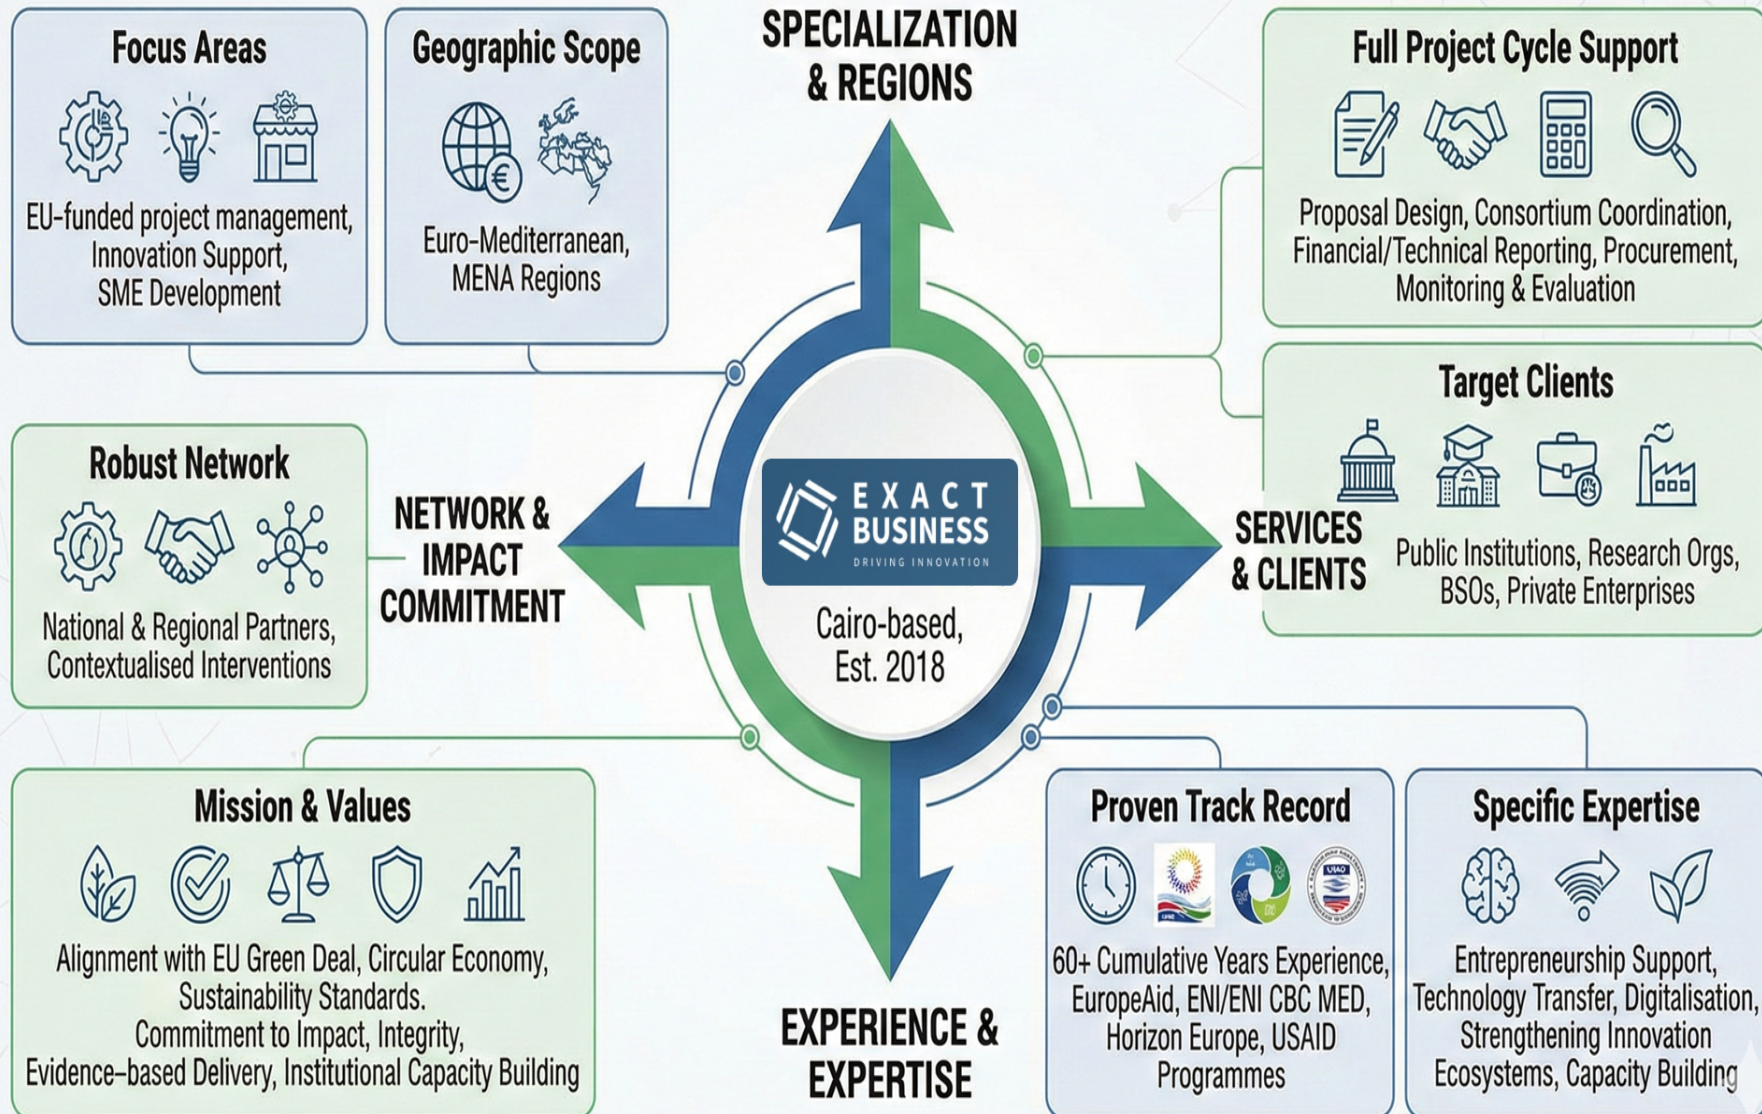 SPECIALIZATION
& REGIONS
Focus Areas
EU-funded project management,
Innovation Support,
SME Development
Geographic Scope
Euro-Mediterranean,
MENA Regions
Full Project Cycle Support
Proposal Design, Consortium Coordination,
Financial/Technical Reporting, Procurement,
Monitoring & Evaluation
Target Clients
Public Institutions, Research Orgs,
BSOs, Private Enterprises
SERVICES
& CLIENTS
Robust Network
National & Regional Partners,
Contextualised Interventions
NETWORK &
IMPACT
COMMITMENT
EXACT
BUSINESS
DRIVING INNOVATION
Cairo-based,
Est. 2018
Mission & Values
Alignment with EU Green Deal, Circular Economy,
Sustainability Standards.
Commitment to Impact, Integrity,
Evidence-based Delivery, Institutional Capacity Building
EXPERIENCE &
EXPERTISE
Proven Track Record
60+ Cumulative Years Experience,
EuropeAid, ENI/ENI CBC MED,
Horizon Europe, USAID
Programmes
Specific Expertise
Entrepreneurship Support,
Technology Transfer, Digitalisation,
Strengthening Innovation
Ecosystems, Capacity Building